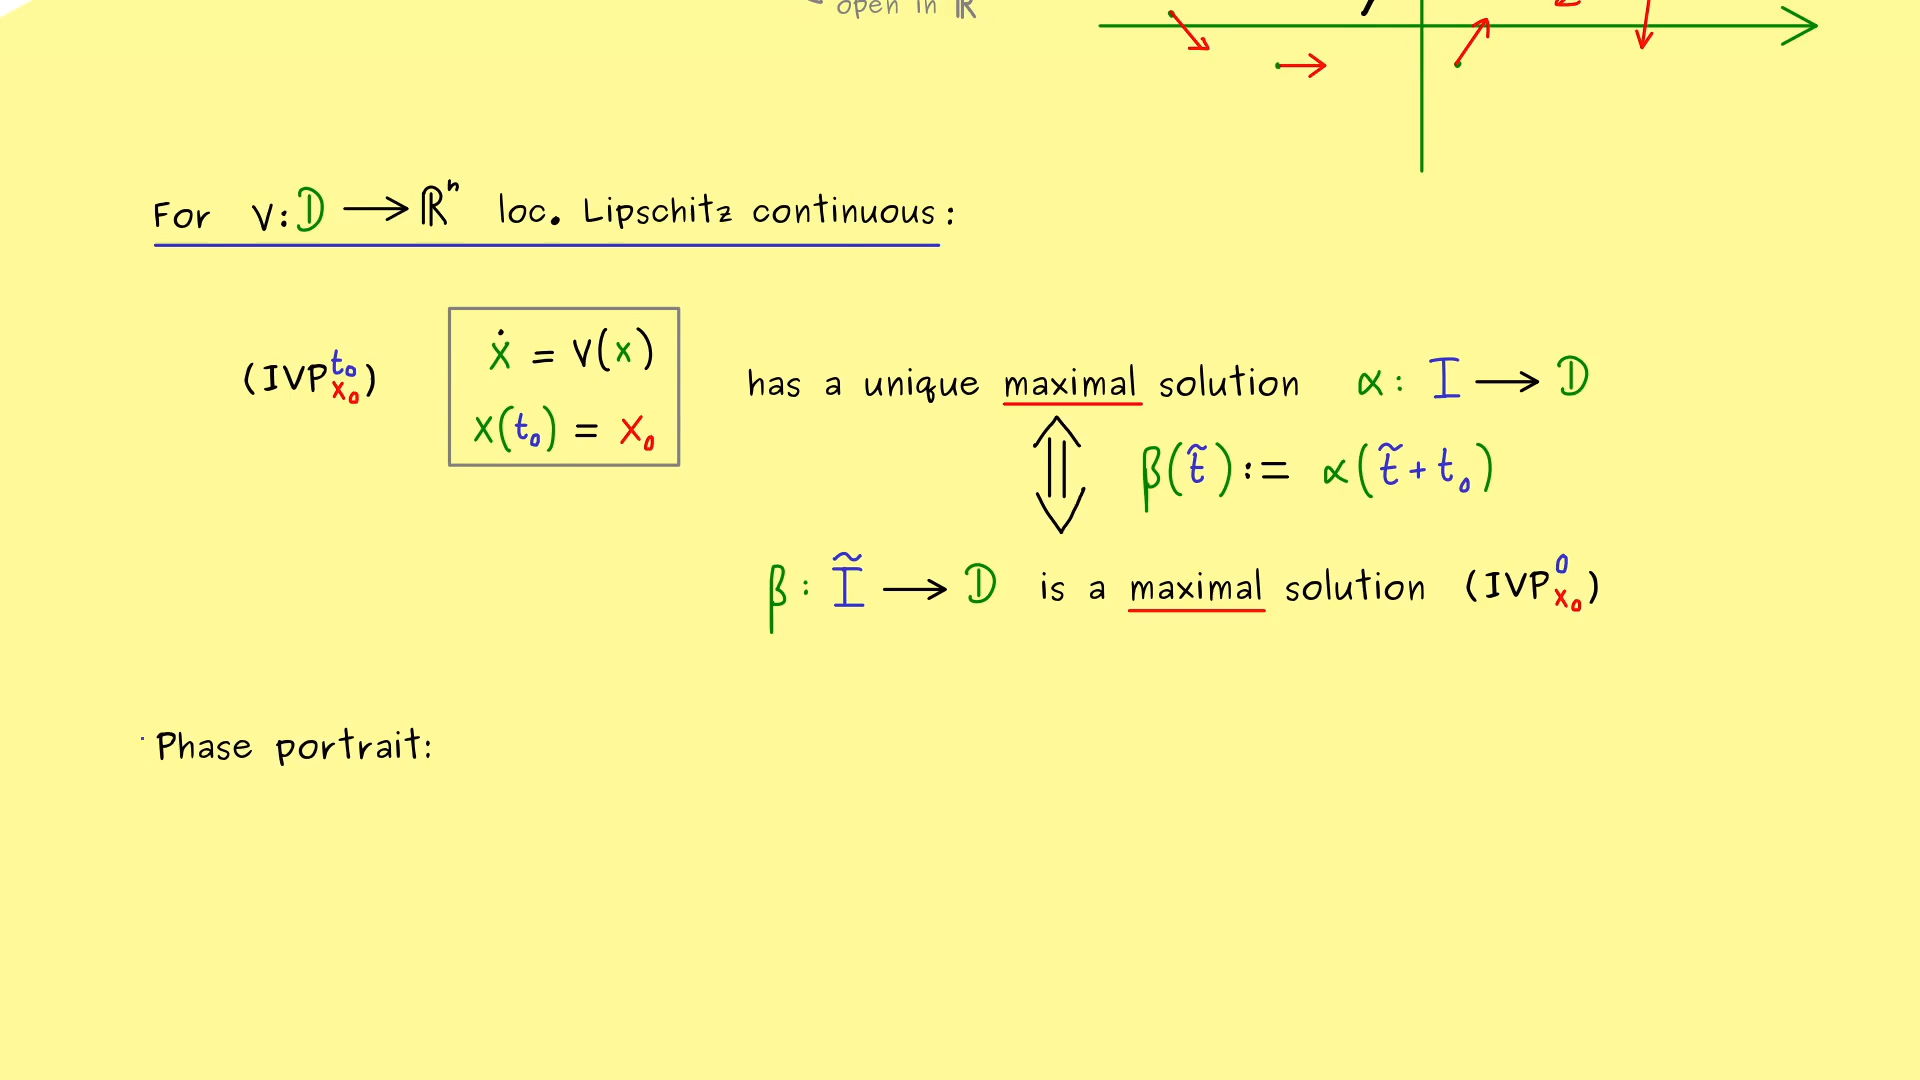 open in ℝ
For v: D ⟶ ℝⁿ loc. Lipschitz continuous:
(IVP^{t₀}_{x₀})
ẋ = v(x)
x(t₀) = x₀
has a unique maximal solution α: I ⟶ D
⇕ β(t̃) := α(t̃ + t₀)
β: Ĩ ⟶ D is a maximal solution (IVP^{0}_{x₀})
Phase portrait: